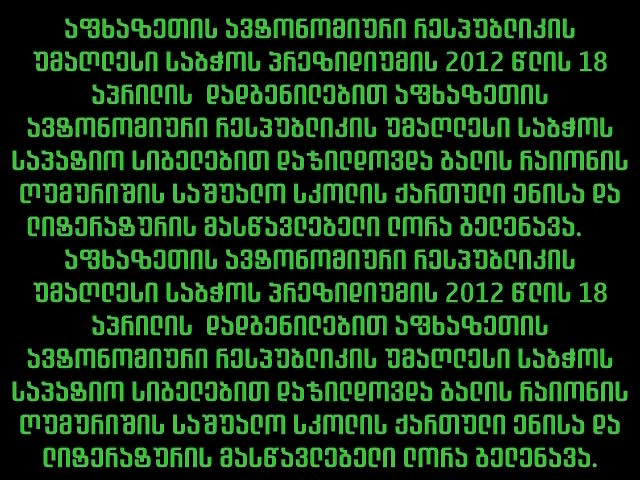 აფხაზეთის ავტონომიური რესპუბლიკის
უმაღლესი საბჭოს პრეზიდიუმის 2012 წლის 18
აპრილის დადგენილებით აფხაზეთის
ავტონომიური რესპუბლიკის უმაღლესი საბჭოს
საპატიო სიგელებით დაჯილდოვდა გალის რაიონის
ღუმურიშის საშუალო სკოლის ქართული ენისა და
ლიტერატურის მასწავლებელი ლორა გელენავა.
აფხაზეთის ავტონომიური რესპუბლიკის
უმაღლესი საბჭოს პრეზიდიუმის 2012 წლის 18
აპრილის დადგენილებით აფხაზეთის
ავტონომიური რესპუბლიკის უმაღლესი საბჭოს
საპატიო სიგელებით დაჯილდოვდა გალის რაიონის
ღუმურიშის საშუალო სკოლის ქართული ენისა და
ლიტერატურის მასწავლებელი ლორა გელენავა.